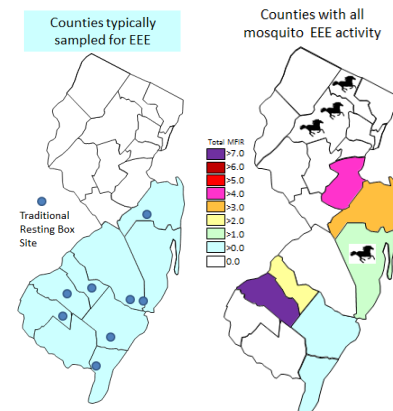 Counties typically
sampled for EEE
Counties with all
mosquito EEE activity
Traditional
Resting Box
Site
Total MFIR
>7.0
>6.0
>5.0
>4.0
>3.0
>2.0
>1.0
>0.0
0.0